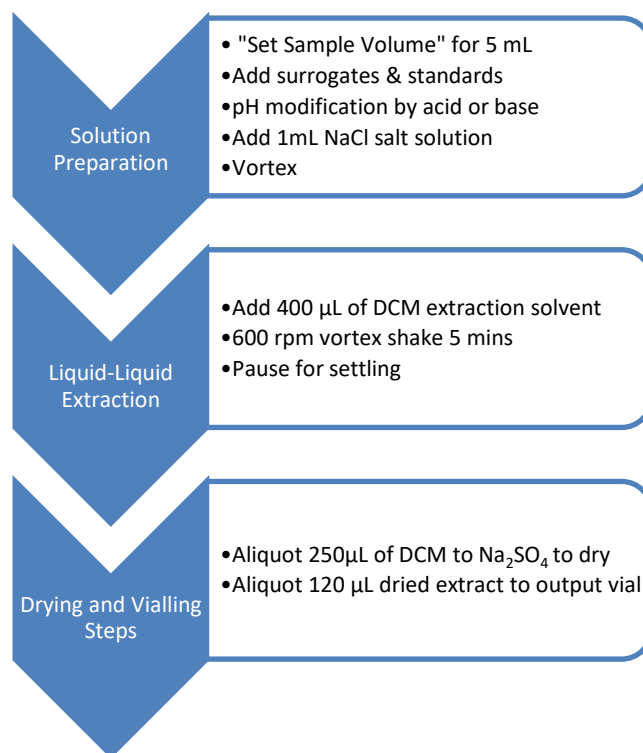 Solution
Preparation
•"Set Sample Volume" for 5 mL
•Add surrogates & standards
•pH modification by acid or base
•Add 1mL NaCl salt solution
•Vortex
Liquid-Liquid
Extraction
•Add 400 µL of DCM extraction solvent
•600 rpm vortex shake 5 mins
•Pause for settling
Drying and Vialling
Steps
•Aliquot 250µL of DCM to Na₂SO₄ to dry
•Aliquot 120 µL dried extract to output vial